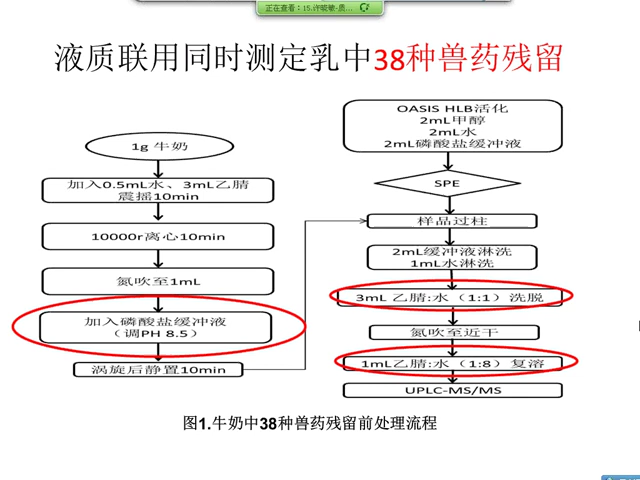 正在查看：15.许晓敏-质...
液质联用同时测定乳中38种兽药残留
1g 牛奶
加入0.5mL水、3mL乙腈
震摇10min
10000r离心10min
氮吹至1mL
加入磷酸盐缓冲液
（调PH 8.5）
涡旋后静置10min
OASIS HLB活化
2mL甲醇
2mL水
2mL磷酸盐缓冲液
SPE
样品过柱
2mL缓冲液淋洗
1mL水淋洗
3mL 乙腈:水（1:1）洗脱
氮吹至近干
1mL乙腈:水（1:8）复溶
UPLC-MS/MS
图1.牛奶中38种兽药残留前处理流程